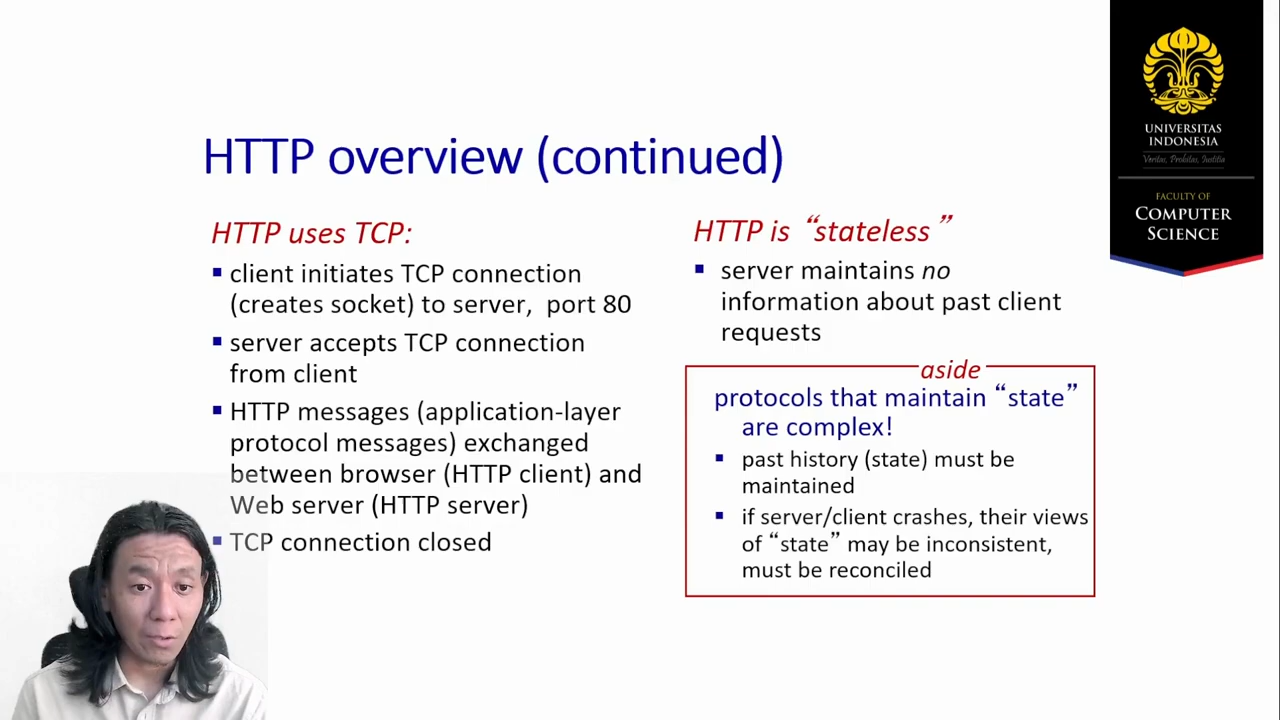 HTTP overview (continued)
HTTP uses TCP:
▪ client initiates TCP connection
(creates socket) to server, port 80
▪ server accepts TCP connection
from client
▪ HTTP messages (application-layer
protocol messages) exchanged
between browser (HTTP client) and
Web server (HTTP server)
▪ TCP connection closed
HTTP is “stateless”
▪ server maintains no
information about past client
requests
aside
protocols that maintain “state”
are complex!
▪ past history (state) must be
maintained
▪ if server/client crashes, their views
of “state” may be inconsistent,
must be reconciled
UNIVERSITAS
INDONESIA
Veritas, Probitas, Iustitia
FACULTY OF
COMPUTER
SCIENCE